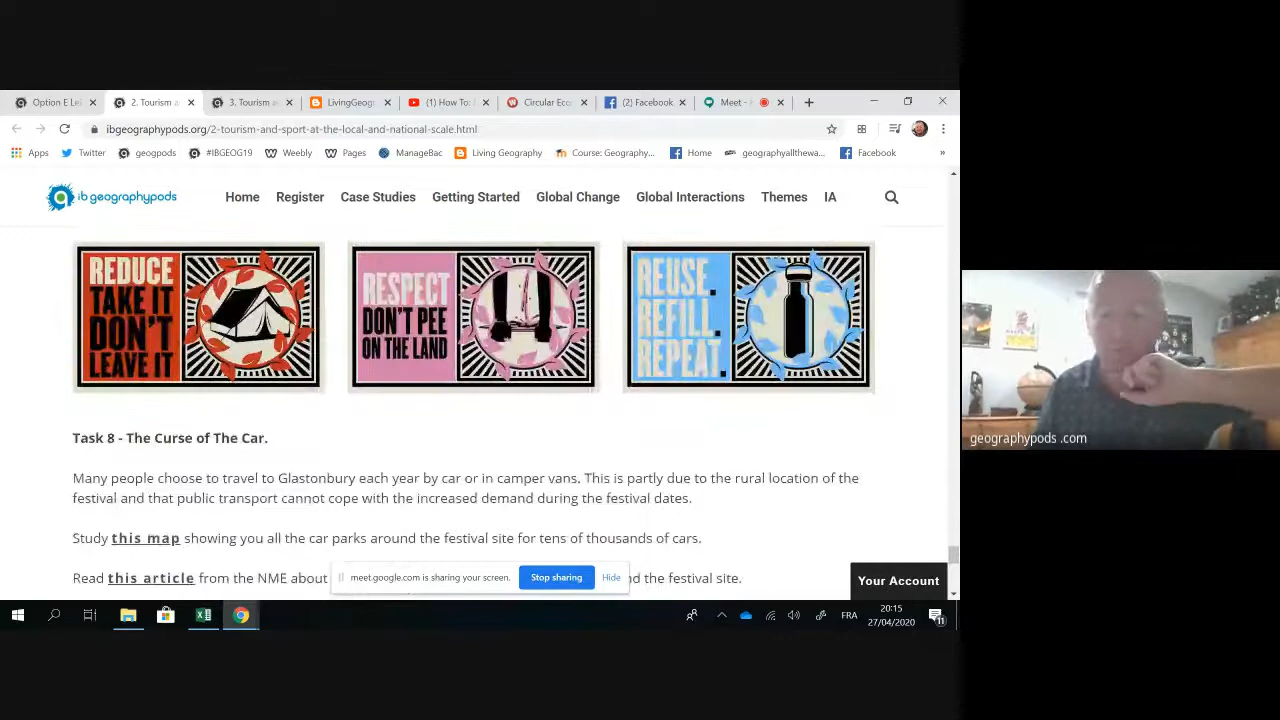 Option E Lei
2. Tourism a
3. Tourism a
LivingGeogr
(1) How To:
Circular Eco
(2) Facebook
Meet -
ibgeographypods.org/2-tourism-and-sport-at-the-local-and-national-scale.html
Apps Twitter geogpods #IBGEOG19 Weebly Pages ManageBac Living Geography Course: Geography,... Home geographyallthewa... Facebook »
ib geographypods
Home Register Case Studies Getting Started Global Change Global Interactions Themes IA
REDUCE
TAKE IT
DON'T
LEAVE IT
RESPECT
DON'T PEE
ON THE LAND
REUSE.
REFILL.
REPEAT.
Task 8 - The Curse of The Car.
Many people choose to travel to Glastonbury each year by car or in camper vans. This is partly due to the rural location of the
festival and that public transport cannot cope with the increased demand during the festival dates.
Study this map showing you all the car parks around the festival site for tens of thousands of cars.
Read this article from the NME about
nd the festival site.
meet.google.com is sharing your screen. Stop sharing Hide
Your Account
geographypods .com
FRA
20:15
27/04/2020
11